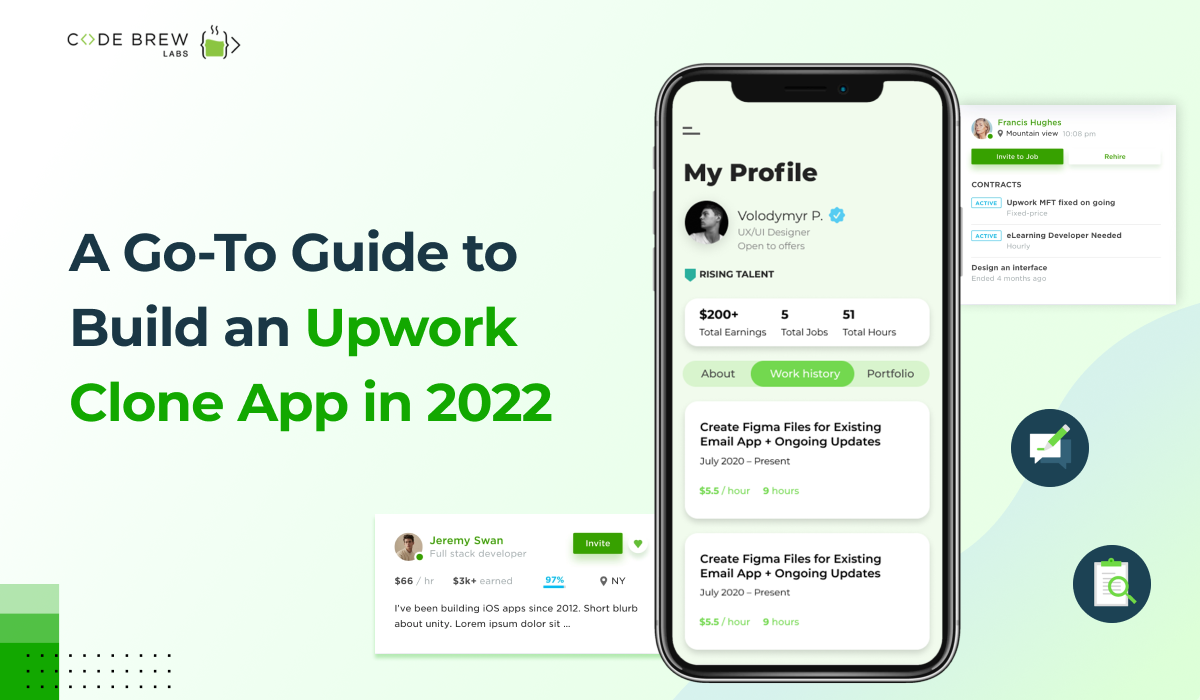 C<>DE BREW
LABS
A Go-To Guide to
Build an Upwork
Clone App in 2022
My Profile
Volodymyr P.
UX/UI Designer
Open to offers
RISING TALENT
$200+ 5 51
Total Earnings Total Jobs Total Hours
About Work history Portfolio
Create Figma Files for Existing
Email App + Ongoing Updates
July 2020 – Present
$5.5 / hour 9 hours
Create Figma Files for Existing
Email App + Ongoing Updates
July 2020 – Present
$5.5 / hour 9 hours
Francis Hughes
Mountain view 10:08 pm
Invite to Job Rehire
CONTRACTS
ACTIVE Upwork MFT fixed on going
Fixed-price
ACTIVE eLearning Developer Needed
Hourly
Design an interface
Ended 4 months ago
Jeremy Swan
Full stack developer
Invite
$66 / hr $3k+ earned 97% NY
I've been building iOS apps since 2012. Short blurb
about unity. Lorem ipsum dolor sit ...